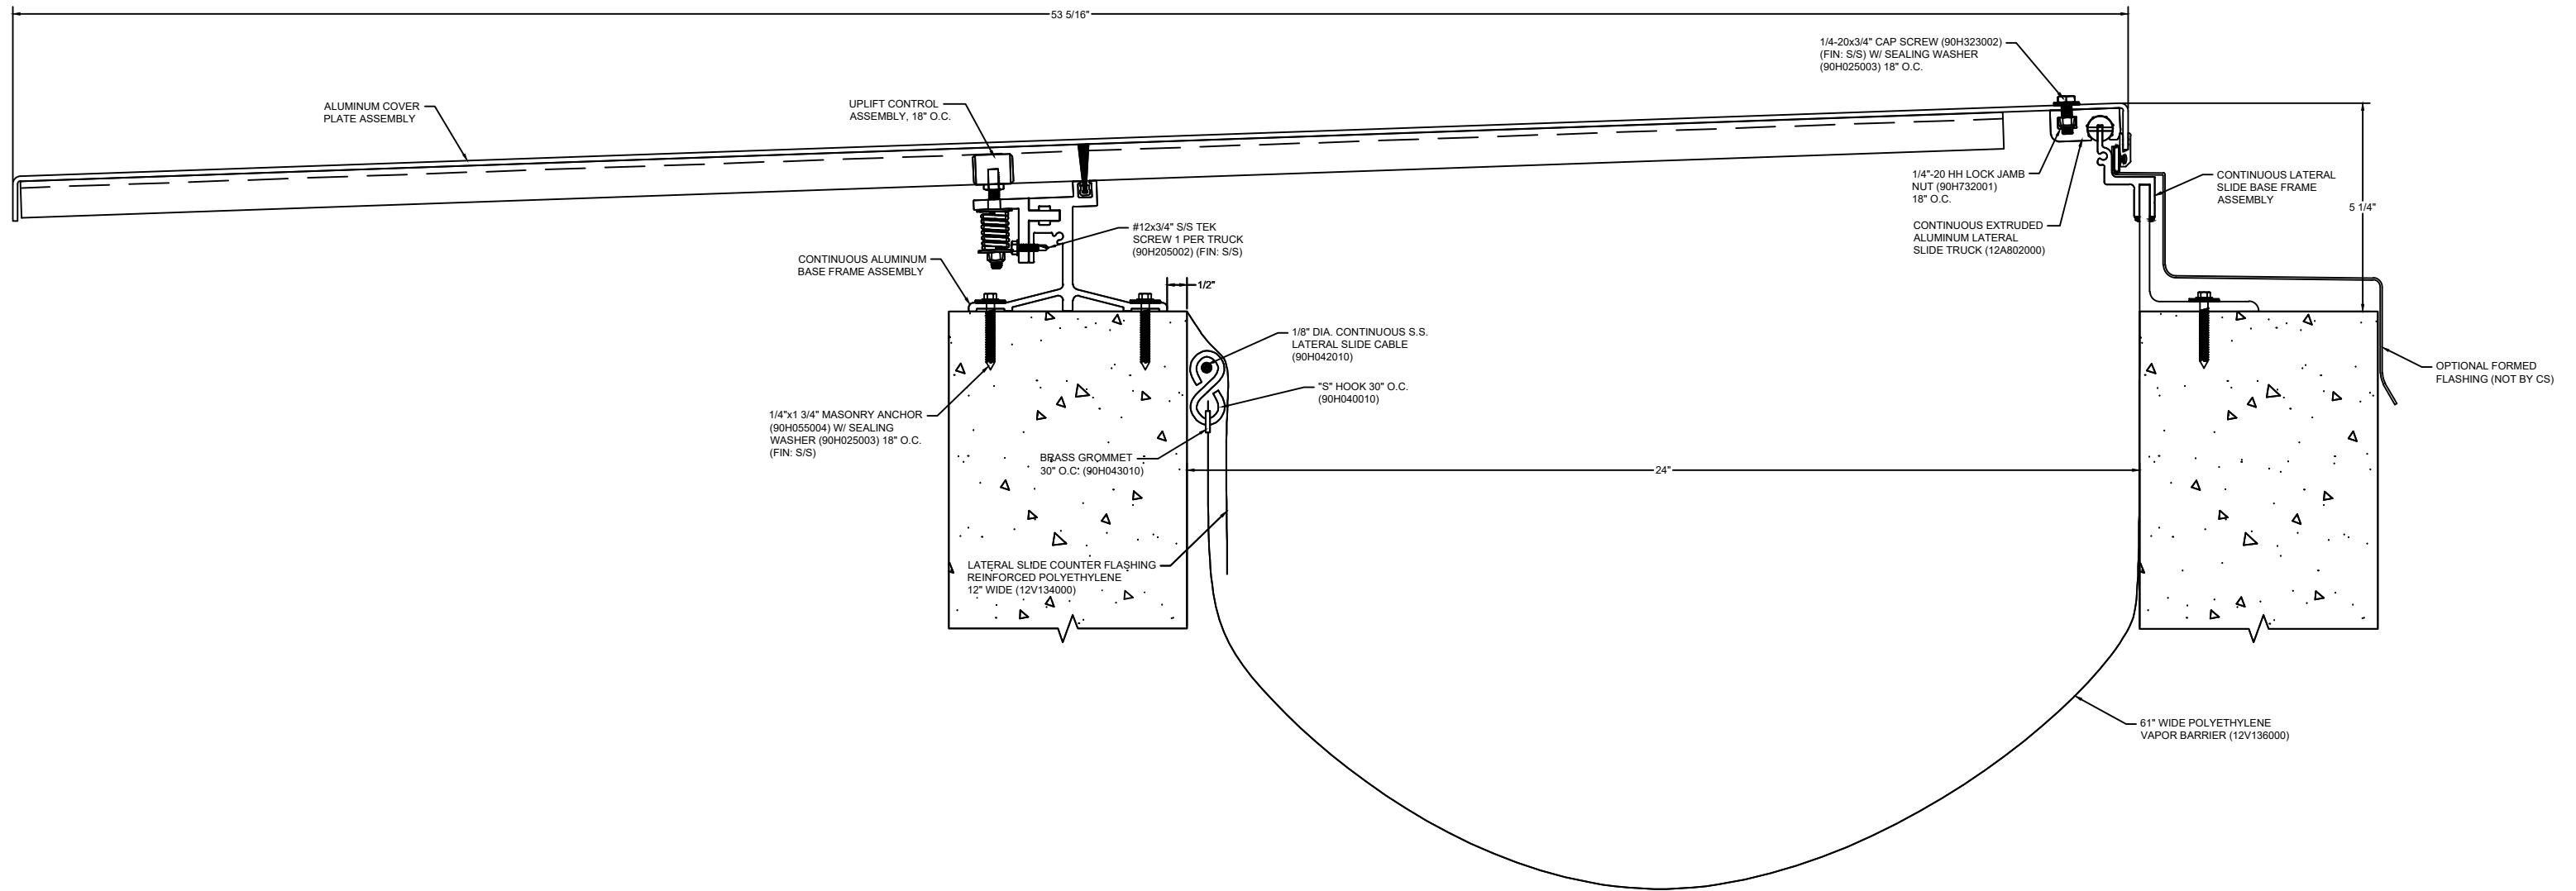 53 5/16"
1/4-20x3/4" CAP SCREW (90H323002)
(FIN: S/S) W/ SEALING WASHER
(90H025003) 18" O.C.
ALUMINUM COVER
PLATE ASSEMBLY
UPLIFT CONTROL
ASSEMBLY, 18" O.C.
1/4"-20 HH LOCK JAMB
NUT (90H732001)
18" O.C.
CONTINUOUS LATERAL
SLIDE BASE FRAME
ASSEMBLY
5 1/4"
#12x3/4" S/S TEK
SCREW 1 PER TRUCK
(90H205002) (FIN: S/S)
CONTINUOUS EXTRUDED
ALUMINUM LATERAL
SLIDE TRUCK (12A802000)
CONTINUOUS ALUMINUM
BASE FRAME ASSEMBLY
1/2"
1/8" DIA. CONTINUOUS S.S.
LATERAL SLIDE CABLE
(90H042010)
OPTIONAL FORMED
FLASHING (NOT BY CS)
"S" HOOK 30" O.C.
(90H040010)
1/4"x1 3/4" MASONRY ANCHOR
(90H055004) W/ SEALING
WASHER (90H025003) 18" O.C.
(FIN: S/S)
BRASS GROMMET
30" O.C. (90H043010)
24"
LATERAL SLIDE COUNTER FLASHING
REINFORCED POLYETHYLENE
12" WIDE (12V134000)
61" WIDE POLYETHYLENE
VAPOR BARRIER (12V136000)